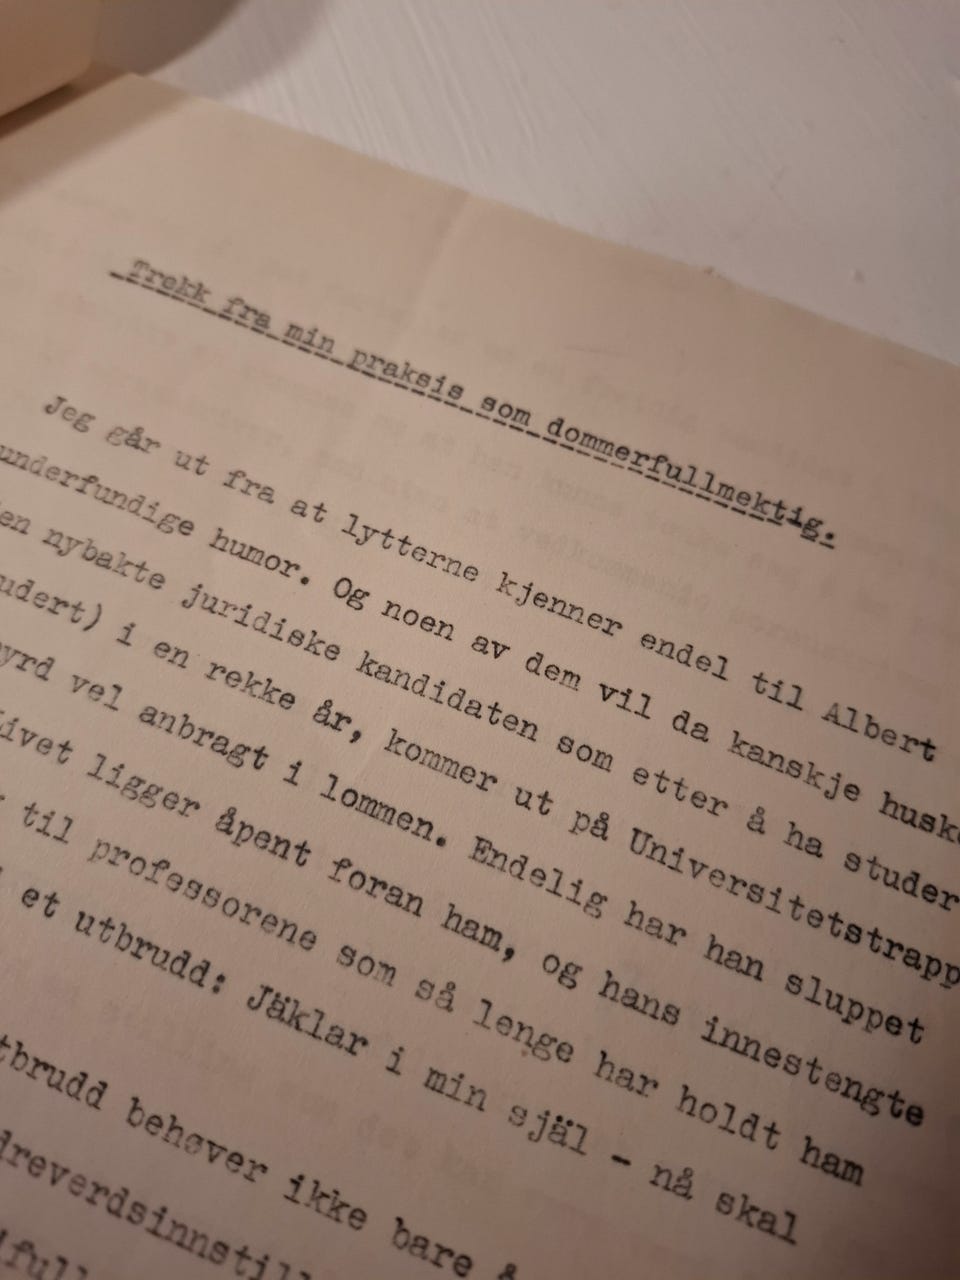 Trekk fra min praksis som dommerfullmektig.
Jeg går ut fra at lytterne kjenner endel til Albert
underfundige humor. Og noen av dem vil da kanskje huske
en nybakte juridiske kandidaten som etter å ha studer
udert) i en rekke år, kommer ut på Universitetstrapp
yrd vel anbragt i lommen. Endelig har han sluppet
ivet ligger åpent foran ham, og hans innestengte
til professorene som så lenge har holdt ham
et utbrudd: Jäklar i min själ - nå skal
tbrudd behøver ikke bare å
dreverdsinnstill